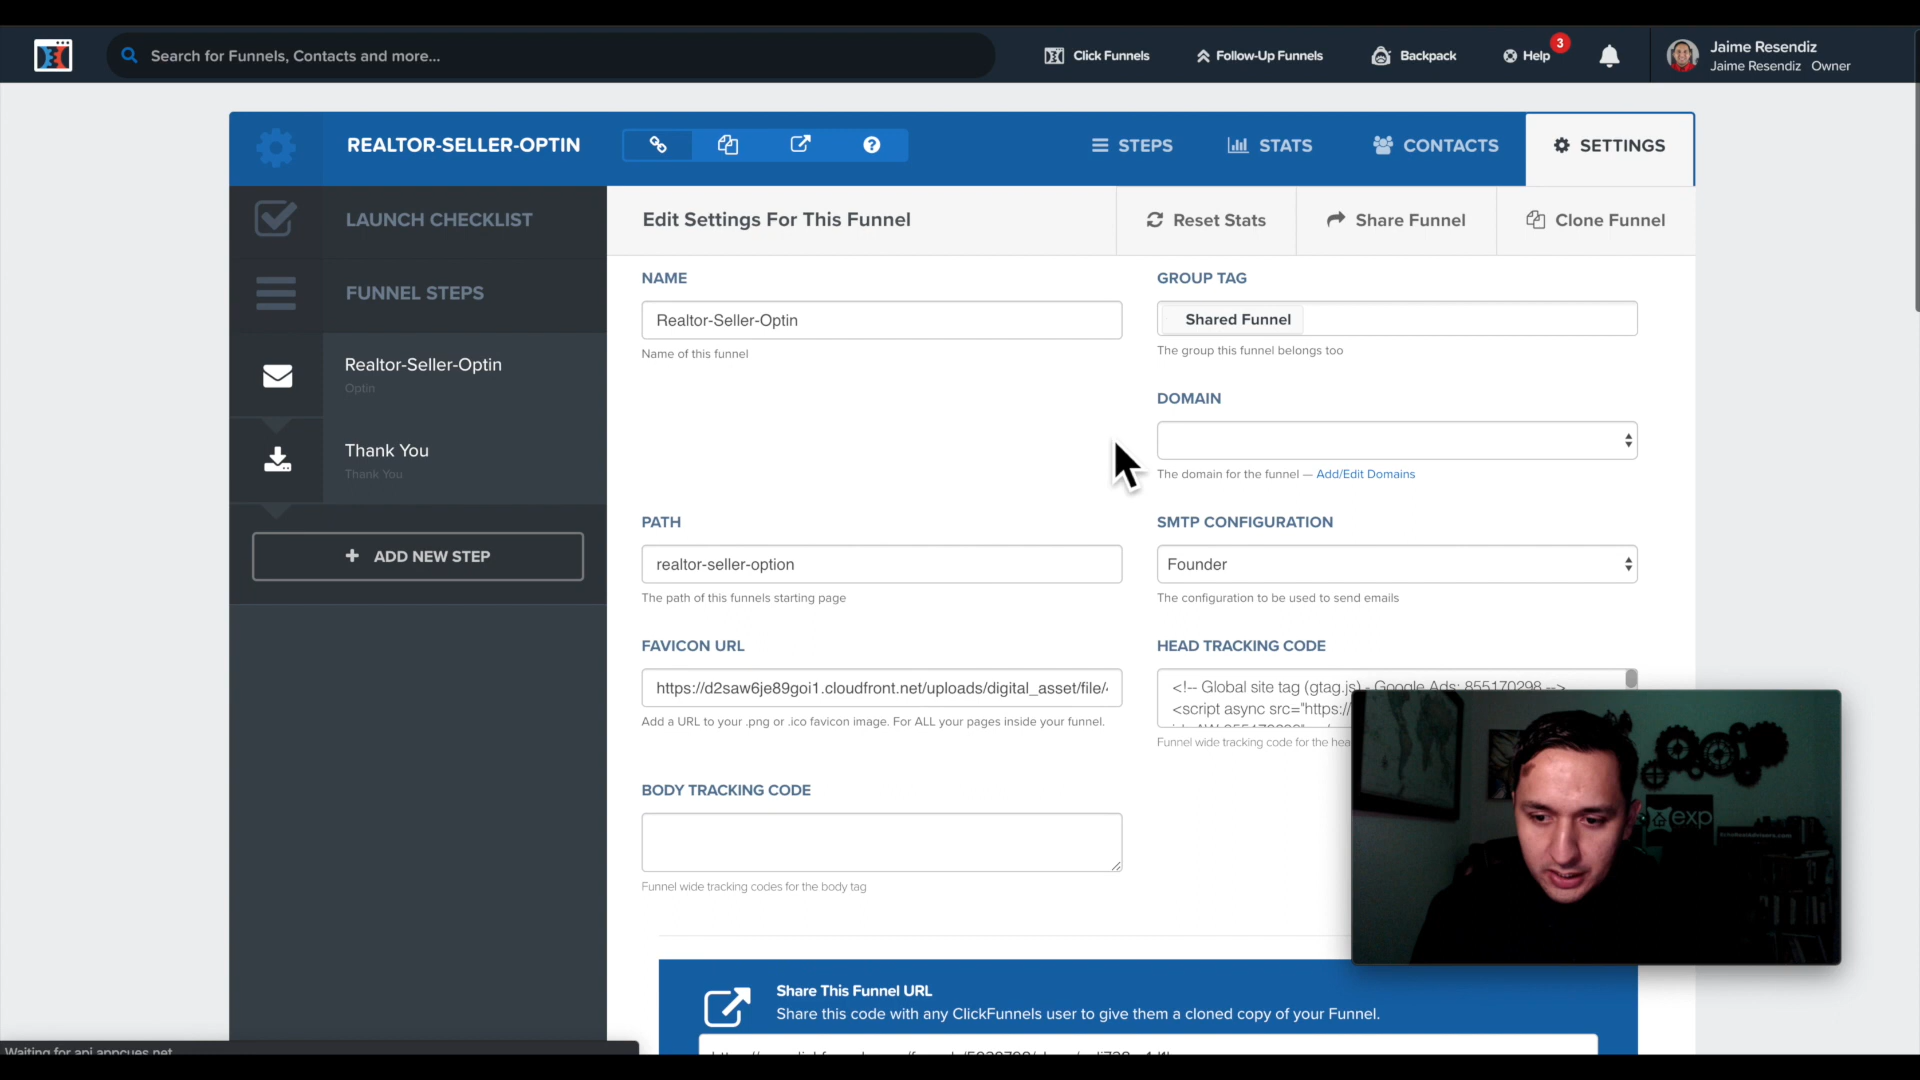 Search for Funnels, Contacts and more...
Click Funnels
Follow-Up Funnels
Backpack
Help
3
Jaime Resendiz
Jaime Resendiz Owner
REALTOR-SELLER-OPTIN
STEPS
STATS
CONTACTS
SETTINGS
LAUNCH CHECKLIST
FUNNEL STEPS
Realtor-Seller-Optin
Optin
Thank You
Thank You
+ ADD NEW STEP
Edit Settings For This Funnel
Reset Stats
Share Funnel
Clone Funnel
NAME
Realtor-Seller-Optin
Name of this funnel
GROUP TAG
Shared Funnel
The group this funnel belongs too
DOMAIN
The domain for the funnel — Add/Edit Domains
PATH
realtor-seller-option
The path of this funnels starting page
SMTP CONFIGURATION
Founder
The configuration to be used to send emails
FAVICON URL
https://d2saw6je89goi1.cloudfront.net/uploads/digital_asset/file/
Add a URL to your .png or .ico favicon image. For ALL your pages inside your funnel.
HEAD TRACKING CODE
<!-- Global site tag (gtag.js) - Google Ads: 855170298 -->
<script async src="https://
Funnel wide tracking code for the
BODY TRACKING CODE
Funnel wide tracking codes for the body tag
exp
Share This Funnel URL
Share this code with any ClickFunnels user to give them a cloned copy of your Funnel.
Waiting for api.appcues.net